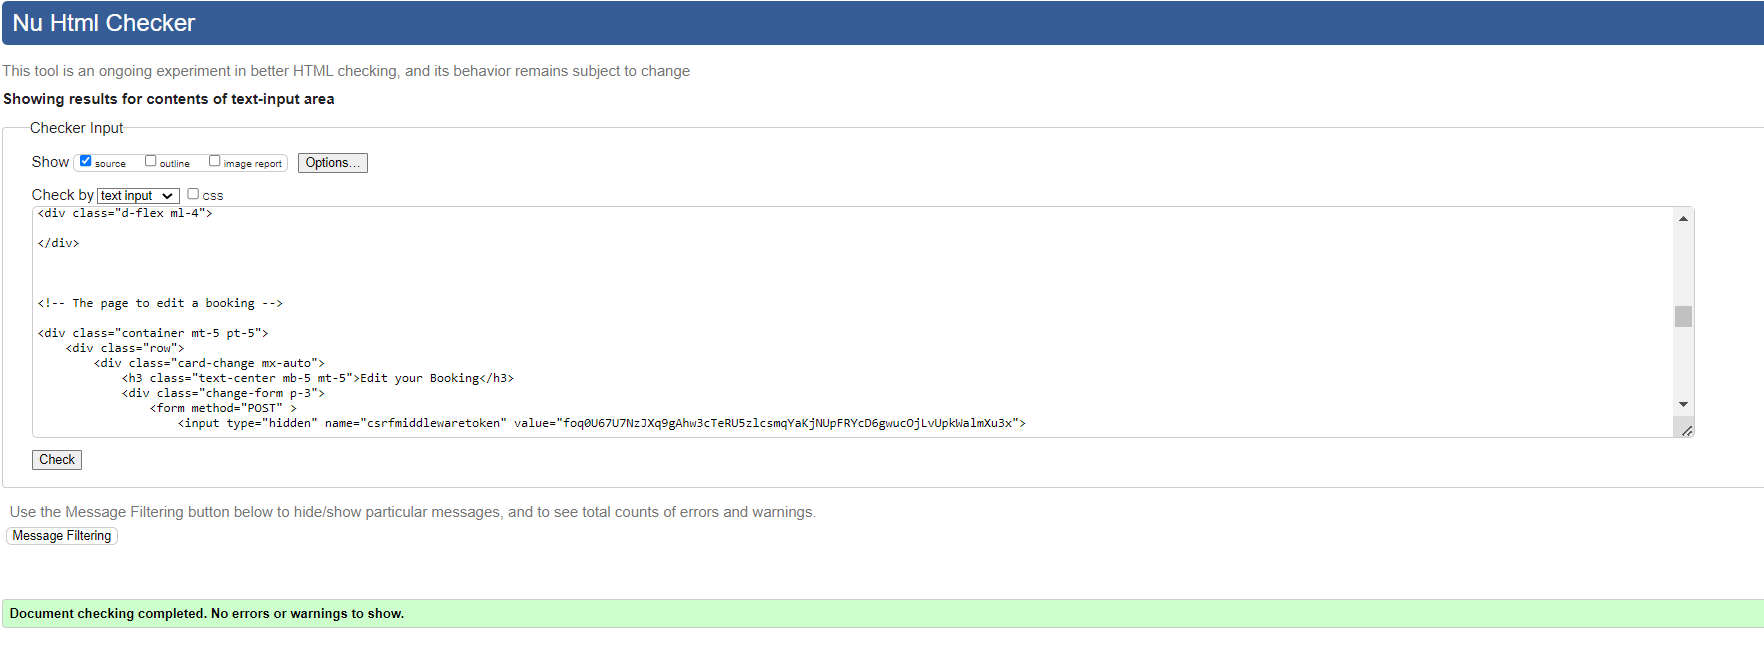 Nu Html Checker
This tool is an ongoing experiment in better HTML checking, and its behavior remains subject to change
Showing results for contents of text-input area
Checker Input
Show source outline image report Options...
Check by text input css
<div class="d-flex ml-4">
</div>
<!-- The page to edit a booking -->
<div class="container mt-5 pt-5">
<div class="row">
<div class="card-change mx-auto">
<h3 class="text-center mb-5 mt-5">Edit your Booking</h3>
<div class="change-form p-3">
<form method="POST" >
<input type="hidden" name="csrfmiddlewaretoken" value="foq0U67U7NzJXq9gAhw3cTeRU5zlcsmqYaKjNUpFRYcD6gwucOjLvUpkWalmXu3x">
Check
Use the Message Filtering button below to hide/show particular messages, and to see total counts of errors and warnings.
Message Filtering
Document checking completed. No errors or warnings to show.